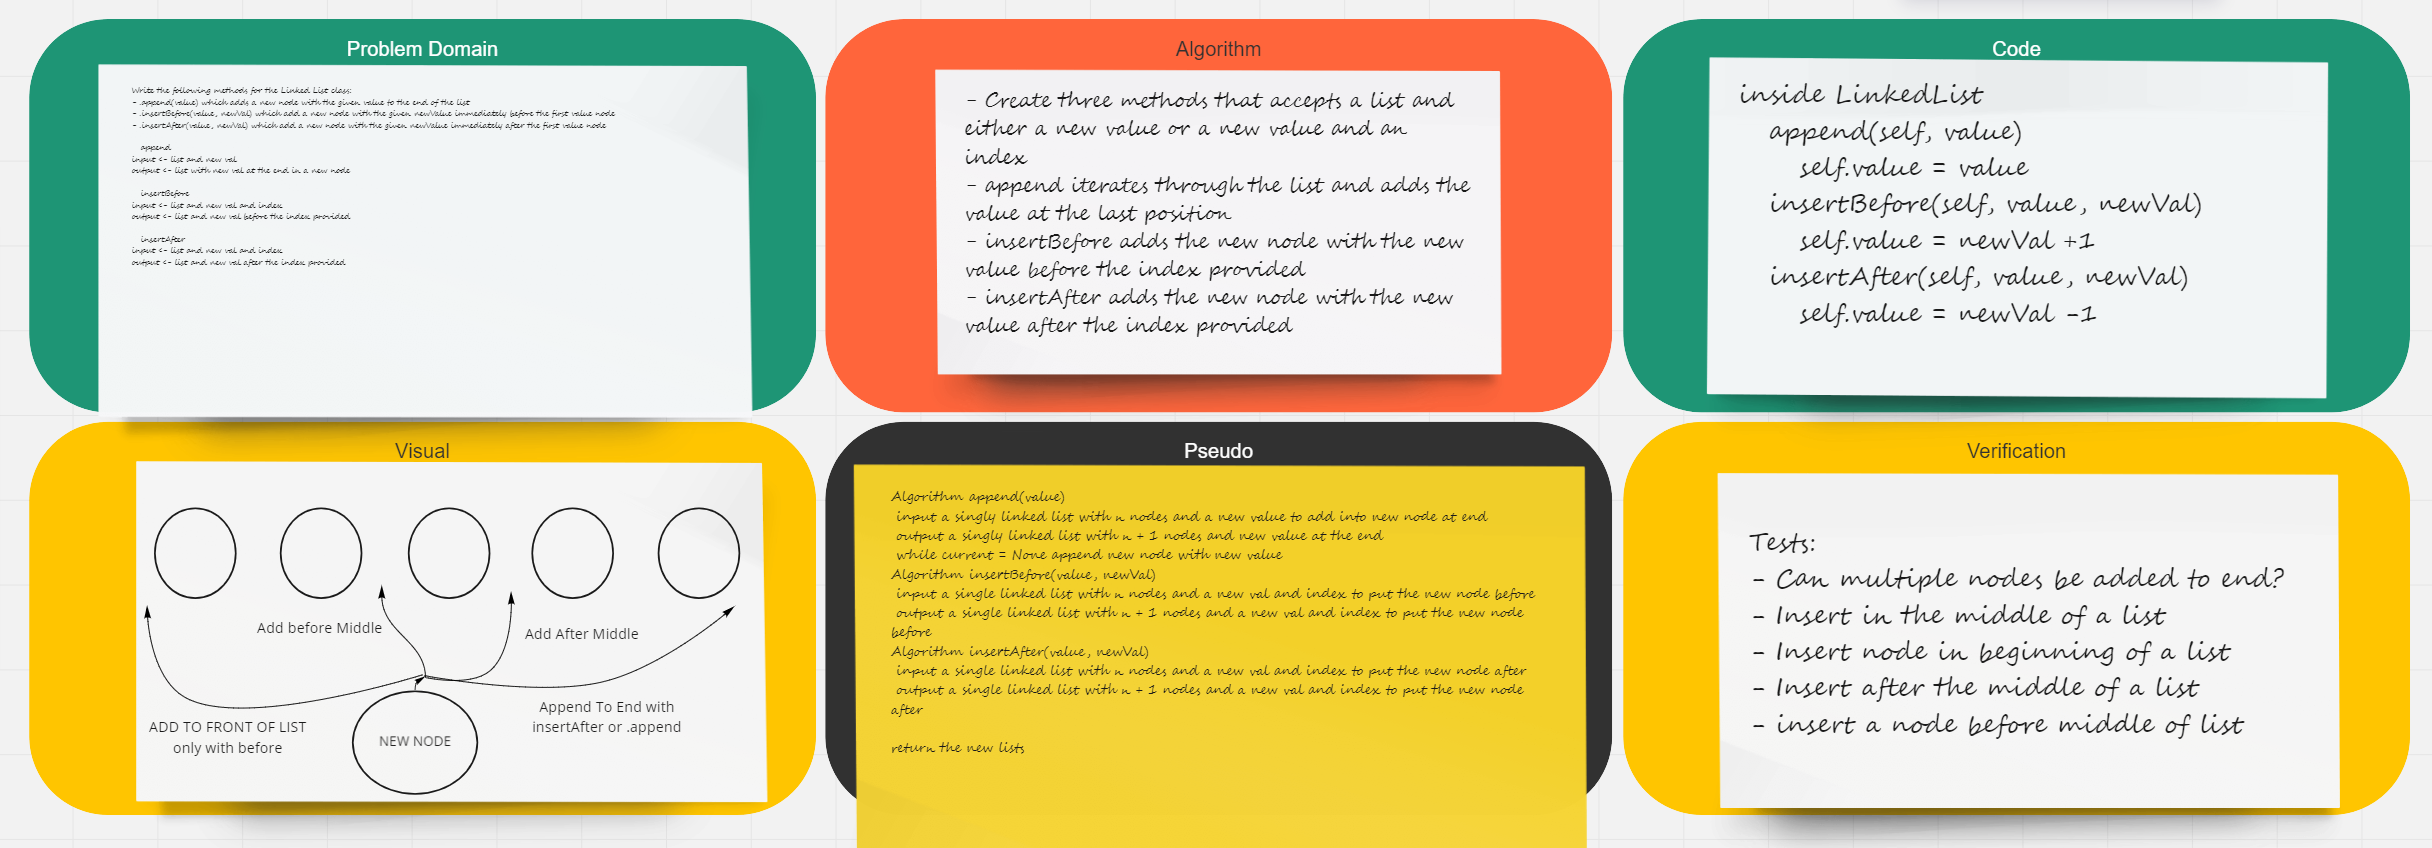 Problem Domain
Write the following methods for the Linked List class:
- .append(value) which adds a new node with the given value to the end of the list
- .insertBefore(value, newVal) which add a new node with the given newValue immediately before the first value node
- .insertAfter(value, newVal) which add a new node with the given newValue immediately after the first value node
append
input <- list and new val
output <- list with new val at the end in a new node
insertBefore
input <- list and new val and index
output <- list and new val before the index provided
insertAfter
input <- list and new val and index
output <- list and new val after the index provided
Algorithm
- Create three methods that accepts a list and
either a new value or a new value and an
index
- append iterates through the list and adds the
value at the last position
- insertBefore adds the new node with the new
value before the index provided
- insertAfter adds the new node with the new
value after the index provided
Code
inside LinkedList
append(self, value)
self.value = value
insertBefore(self, value, newVal)
self.value = newVal +1
insertAfter(self, value, newVal)
self.value = newVal -1
Visual
Add before Middle
Add After Middle
ADD TO FRONT OF LIST
only with before
NEW NODE
Append To End with
insertAfter or .append
Pseudo
Algorithm append(value)
input a singly linked list with n nodes and a new value to add into new node at end
output a singly linked list with n + 1 nodes and new value at the end
while current = None append new node with new value
Algorithm insertBefore(value, newVal)
input a single linked list with n nodes and a new val and index to put the new node before
output a single linked list with n + 1 nodes and a new val and index to put the new node
before
Algorithm insertAfter(value, newVal)
input a single linked list with n nodes and a new val and index to put the new node after
output a single linked list with n + 1 nodes and a new val and index to put the new node
after
return the new lists
Verification
Tests:
- Can multiple nodes be added to end?
- Insert in the middle of a list
- Insert node in beginning of a list
- Insert after the middle of a list
- insert a node before middle of list